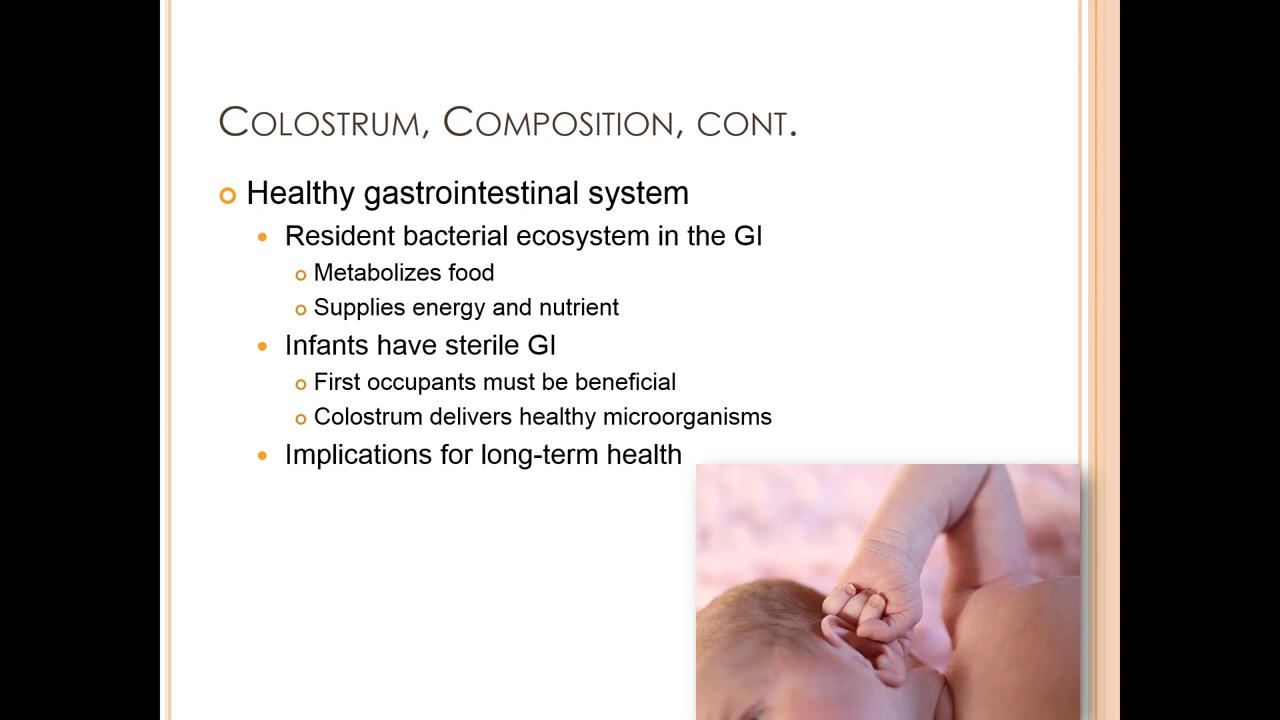 Colostrum, Composition, cont.
Healthy gastrointestinal system
Resident bacterial ecosystem in the GI
Metabolizes food
Supplies energy and nutrient
Infants have sterile GI
First occupants must be beneficial
Colostrum delivers healthy microorganisms
Implications for long-term health